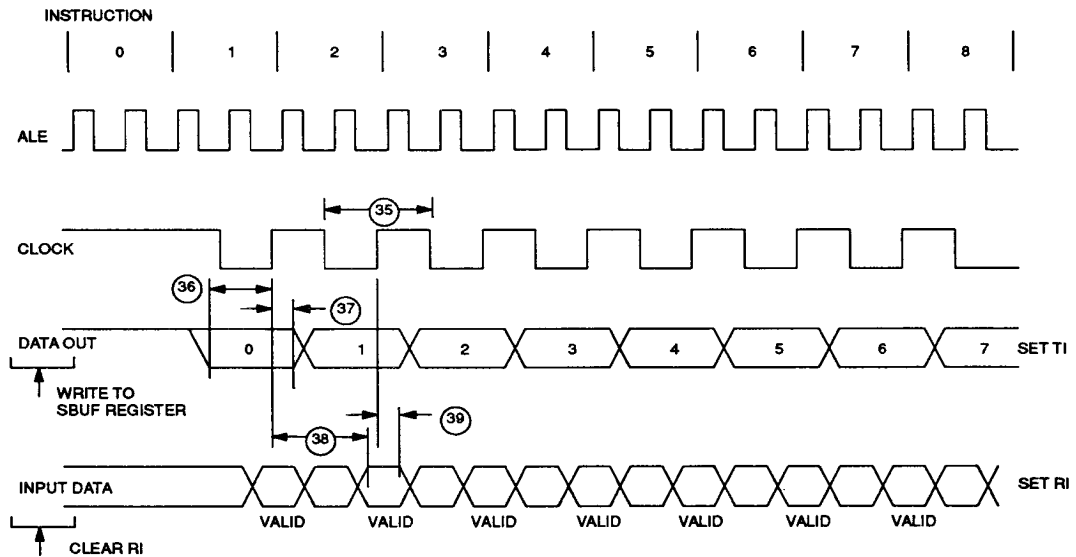 INSTRUCTION
0 1 2 3 4 5 6 7 8
ALE
35
CLOCK
36
37
DATA OUT
0 1 2 3 4 5 6 7
SET TI
WRITE TO
SBUF REGISTER
39
38
INPUT DATA
SET RI
VALID VALID VALID VALID VALID VALID VALID
CLEAR RI